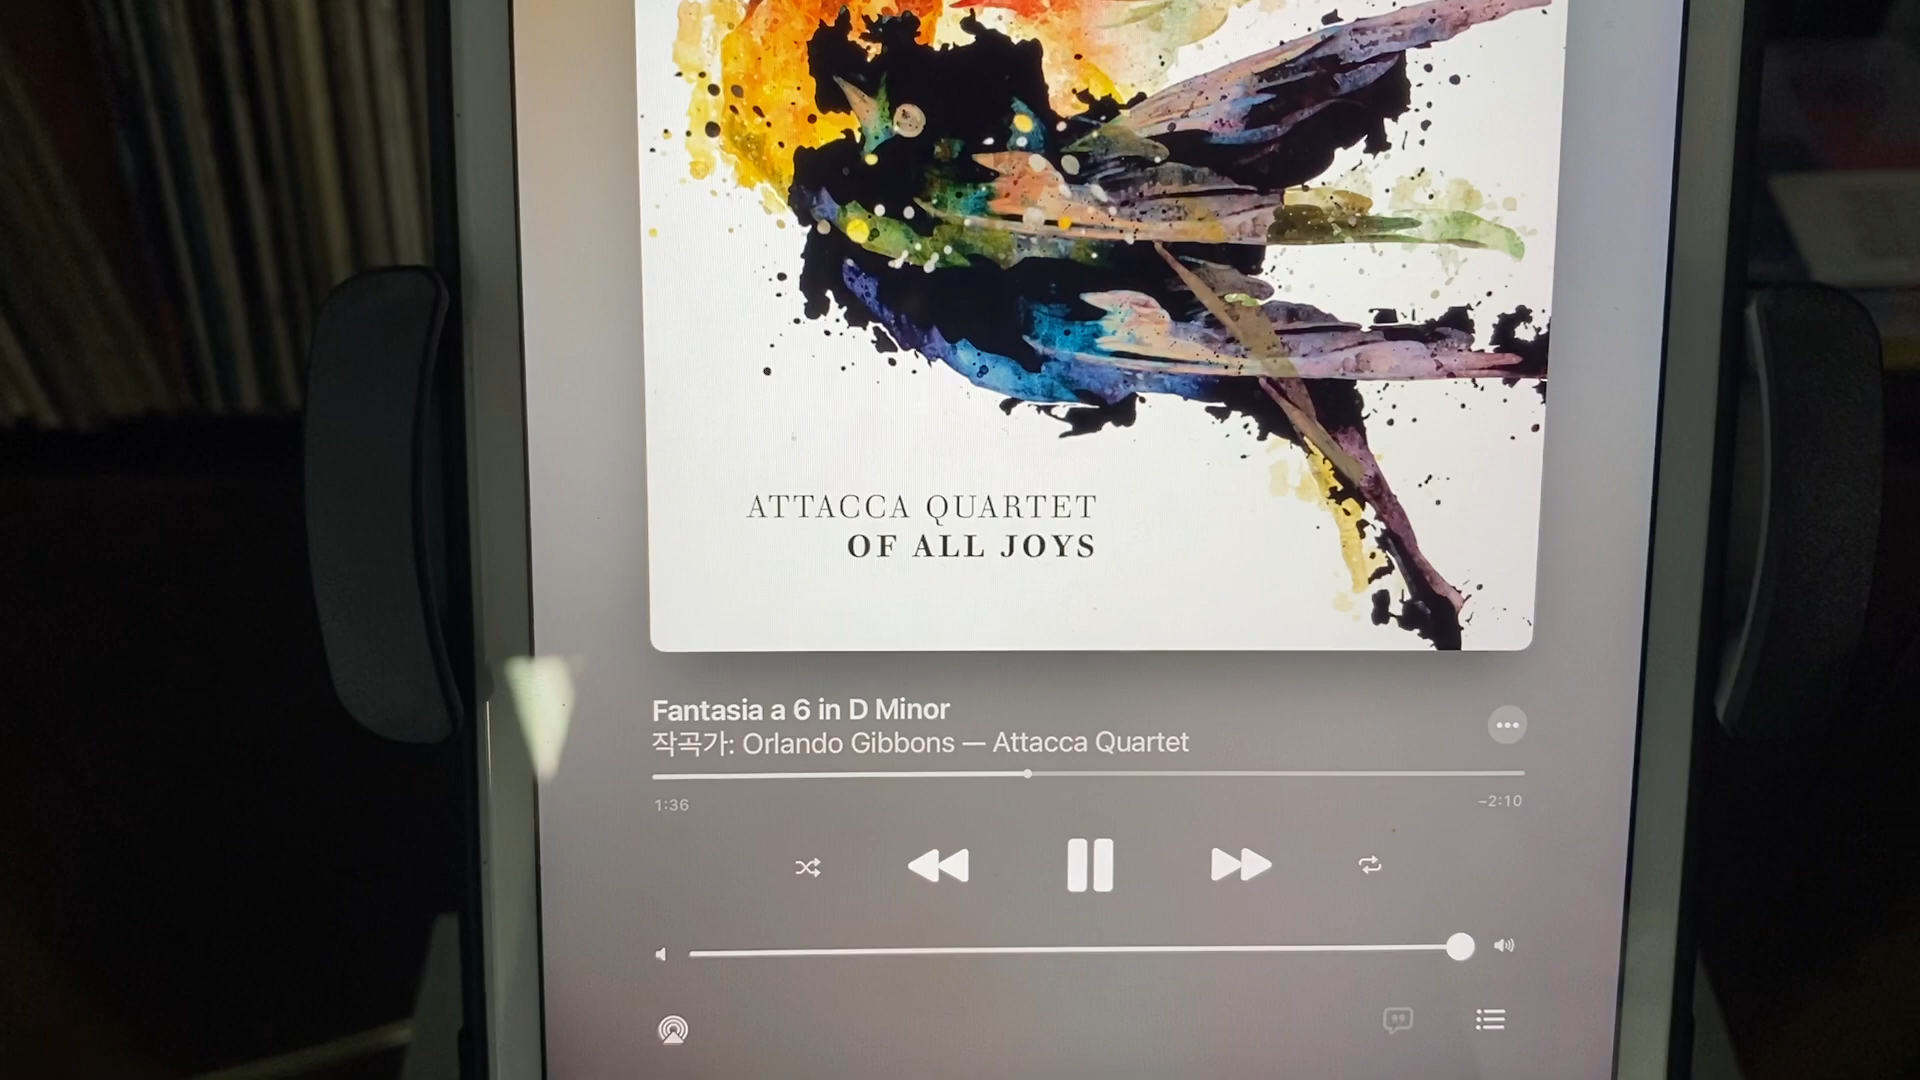 ATTACCA QUARTET
OF ALL JOYS
Fantasia a 6 in D Minor
작곡가: Orlando Gibbons — Attacca Quartet
1:36
−2:10